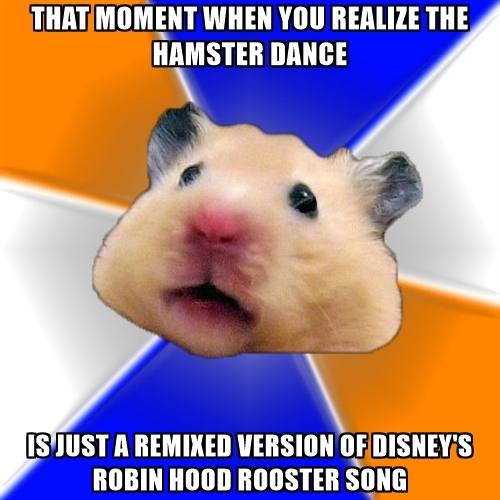 THAT MOMENT WHEN YOU REALIZE THE
HAMSTER DANCE
IS JUST A REMIXED VERSION OF DISNEY'S
ROBIN HOOD ROOSTER SONG